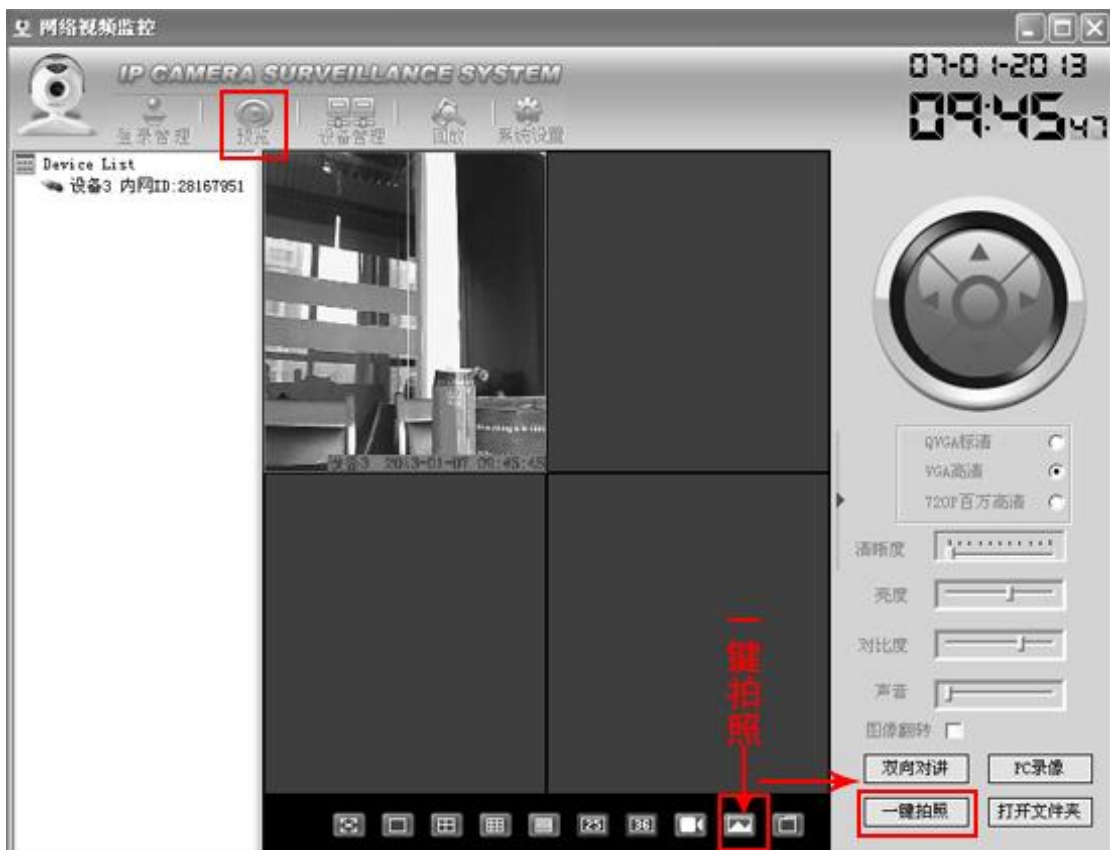 网络视频监控
IP CAMERA SURVEILLANCE SYSTEM
07-01-2013
09:45 47
登录管理
预览
设备管理
回放
系统设置
Device List
设备3 内网ID:28167951
设备3 2013-01-07 09:45:45
QVGA标清
VGA高清
720P百万高清
清晰度
亮度
对比度
声音
图像翻转
双向对讲
PC录像
一键拍照
打开文件夹
一键拍照
25
36